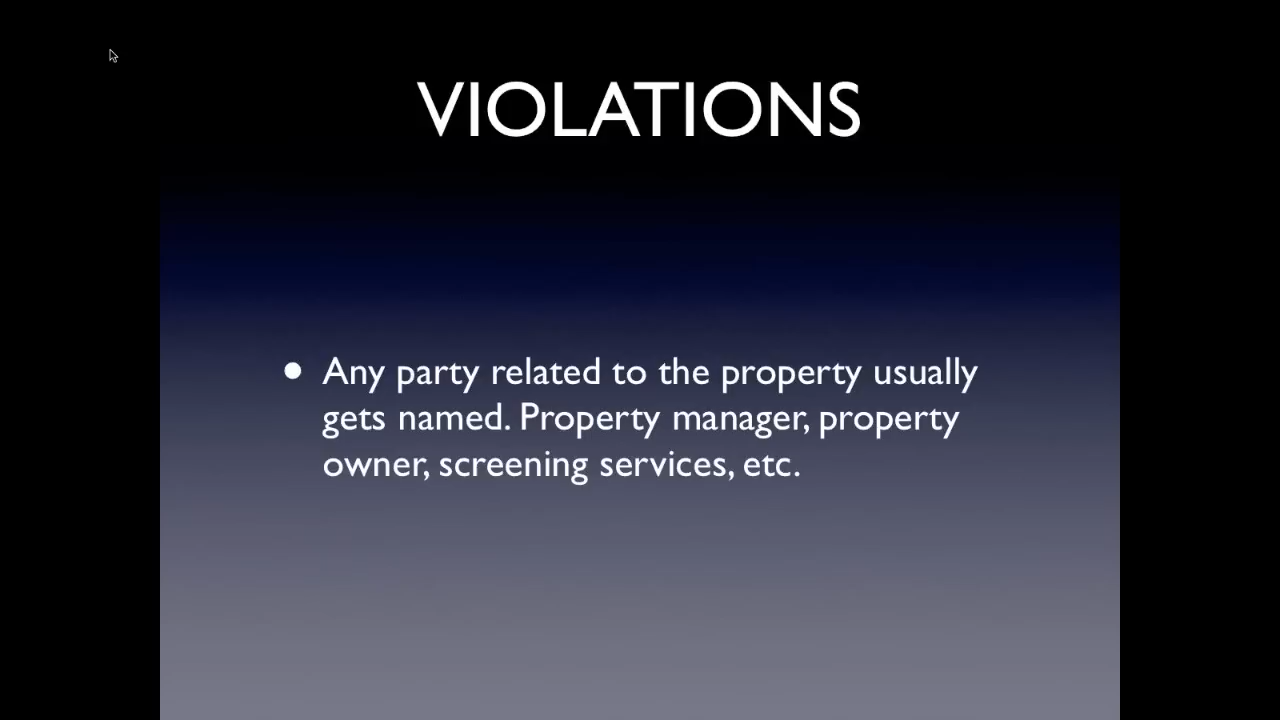 VIOLATIONS
• Any party related to the property usually
gets named. Property manager, property
owner, screening services, etc.